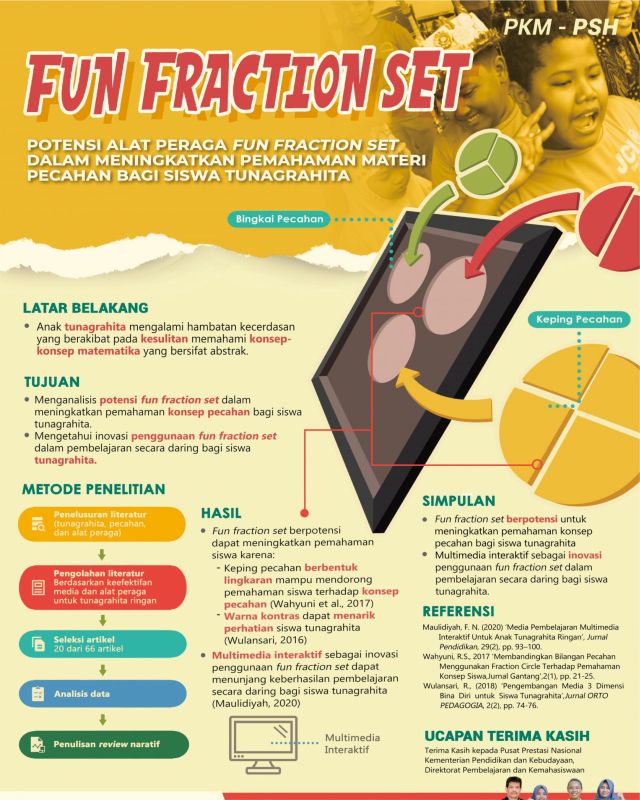 PKM - PSH
FUN FRACTION SET
POTENSI ALAT PERAGA FUN FRACTION SET
DALAM MENINGKATKAN PEMAHAMAN MATERI
PECAHAN BAGI SISWA TUNAGRAHITA
Bingkai Pecahan
Keping Pecahan
LATAR BELAKANG
• Anak tunagrahita mengalami hambatan kecerdasan
yang berakibat pada kesulitan memahami konsep-
konsep matematika yang bersifat abstrak.
TUJUAN
• Menganalisis potensi fun fraction set dalam
meningkatkan pemahaman konsep pecahan bagi siswa
tunagrahita.
• Mengetahui inovasi penggunaan fun fraction set
dalam pembelajaran secara daring bagi siswa
tunagrahita.
METODE PENELITIAN
Penelusuran literatur
(tunagrahita, pecahan,
dan alat peraga)
Pengolahan literatur
Berdasarkan keefektifan
media dan alat peraga
untuk tunagrahita ringan
Seleksi artikel
20 dari 66 artikel
Analisis data
Penulisan review naratif
HASIL
• Fun fraction set berpotensi
dapat meningkatkan pemahaman
siswa karena:
- Keping pecahan berbentuk
lingkaran mampu mendorong
pemahaman siswa terhadap konsep
pecahan (Wahyuni et al., 2017)
- Warna kontras dapat menarik
perhatian siswa tunagrahita
(Wulansari, 2016)
• Multimedia interaktif sebagai inovasi
penggunaan fun fraction set dapat
menunjang keberhasilan pembelajaran
secara daring bagi siswa tunagrahita
(Maulidiyah, 2020)
Multimedia
Interaktif
SIMPULAN
• Fun fraction set berpotensi untuk
meningkatkan pemahaman konsep
pecahan bagi siswa tunagrahita
• Multimedia interaktif sebagai inovasi
penggunaan fun fraction set dalam
pembelajaran secara daring bagi siswa
tunagrahita.
REFERENSI
Maulidiyah, F. N. (2020) 'Media Pembelajaran Multimedia
Interaktif Untuk Anak Tunagrahita Ringan', Jurnal
Pendidikan, 29(2), pp. 93–100.
Wahyuni, R.S., 2017 'Membandingkan Bilangan Pecahan
Menggunakan Fraction Circle Terhadap Pemahaman
Konsep Siswa,Jurnal Gantang',2(1), pp. 21-25.
Wulansari, R., (2018) 'Pengembangan Media 3 Dimensi
Bina Diri untuk Siswa Tunagrahita',Jurnal ORTO
PEDAGOGIA, 2(2), pp. 74-76.
UCAPAN TERIMA KASIH
Terima Kasih kepada Pusat Prestasi Nasional
Kementerian Pendidikan dan Kebudayaan,
Direktorat Pembelajaran dan Kemahasiswaan